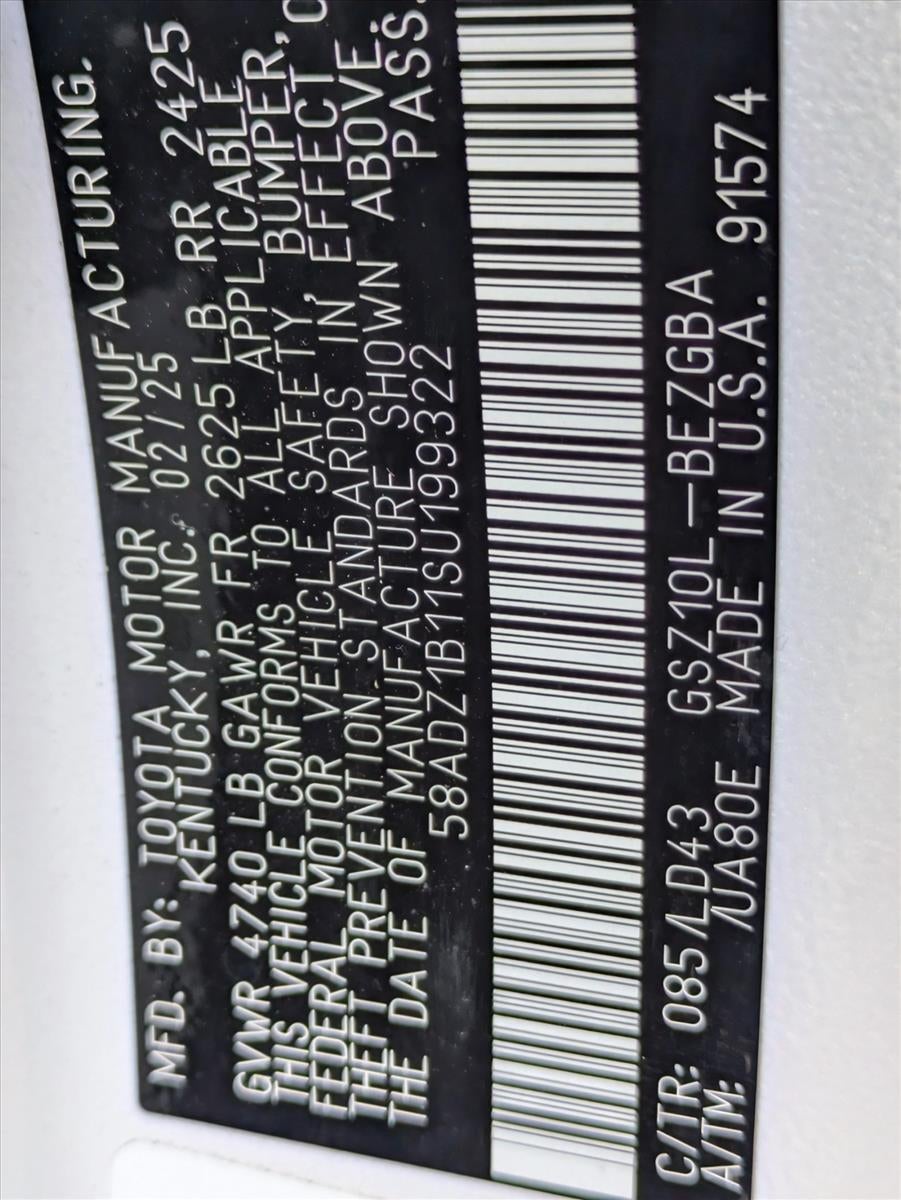 MFD. BY: TOYOTA MOTOR MANUFACTURING.
KENTUCKY, INC. 02/25
GVWR 4740 LB GAWR FR 2625 LB RR 2425
THIS VEHICLE CONFORMS TO ALL APPLICABLE
FEDERAL MOTOR VEHICLE SAFETY, BUMPER,
THEFT PREVENTION STANDARDS IN EFFECT
THE DATE OF MANUFACTURE SHOWN ABOVE.
58ADZ1B11SU199322 PASS.
C/TR: 085/LD43 GSZ10L-BEZGBA
A/TM: /UA80E MADE IN U.S.A. 91574